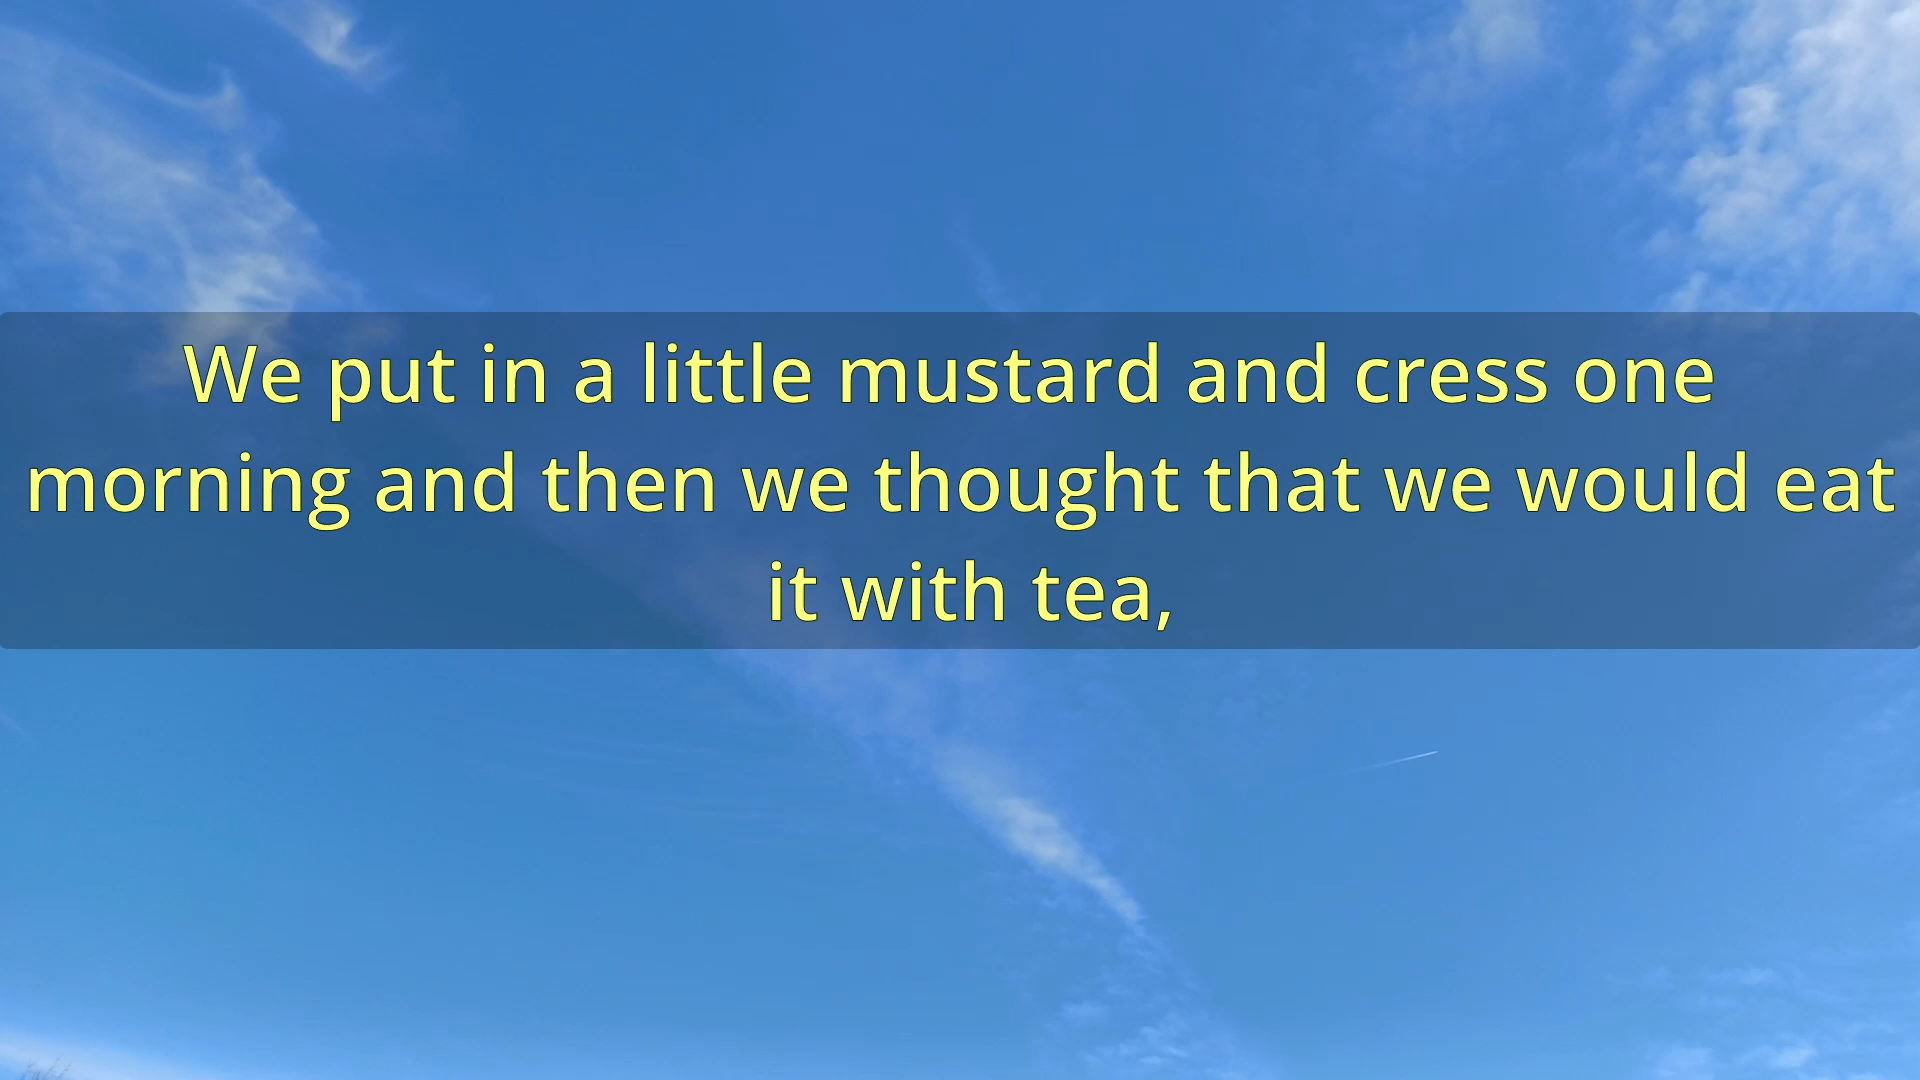 We put in a little mustard and cress one
morning and then we thought that we would eat
it with tea,